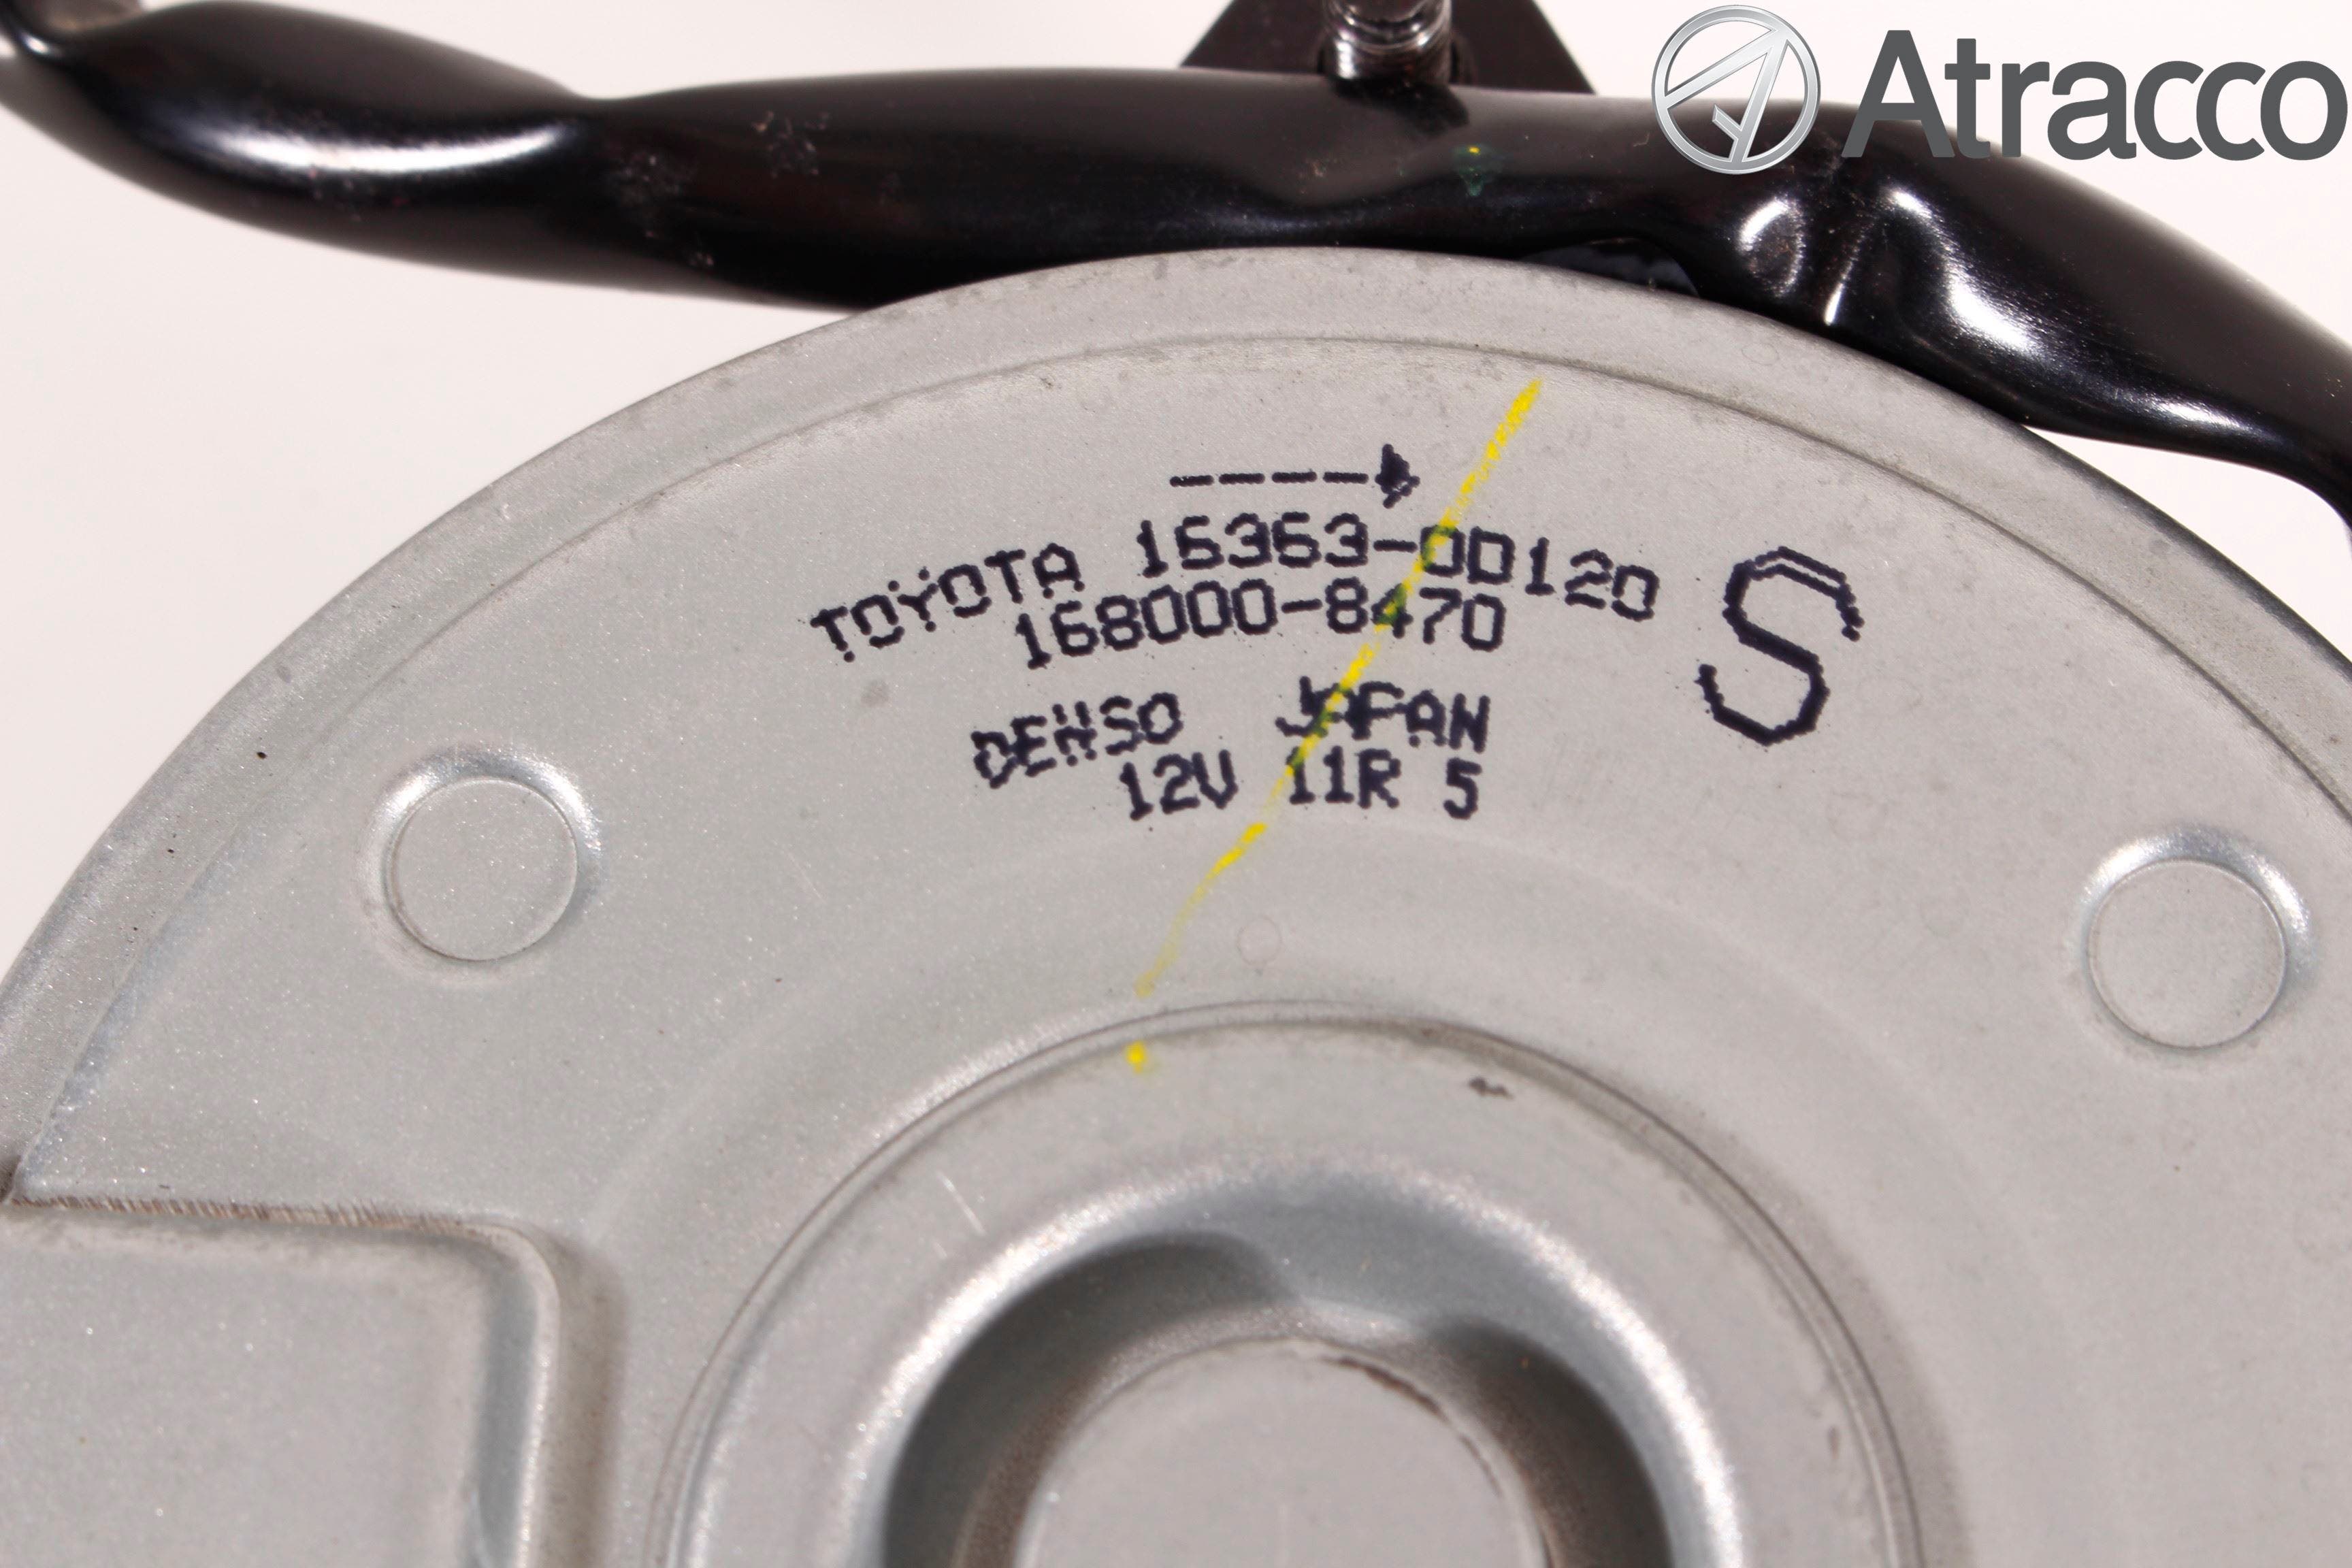 Atracco
TOYOTA 16363-0D120
168000-8470
S
DENSO JAPAN
12V 11R 5